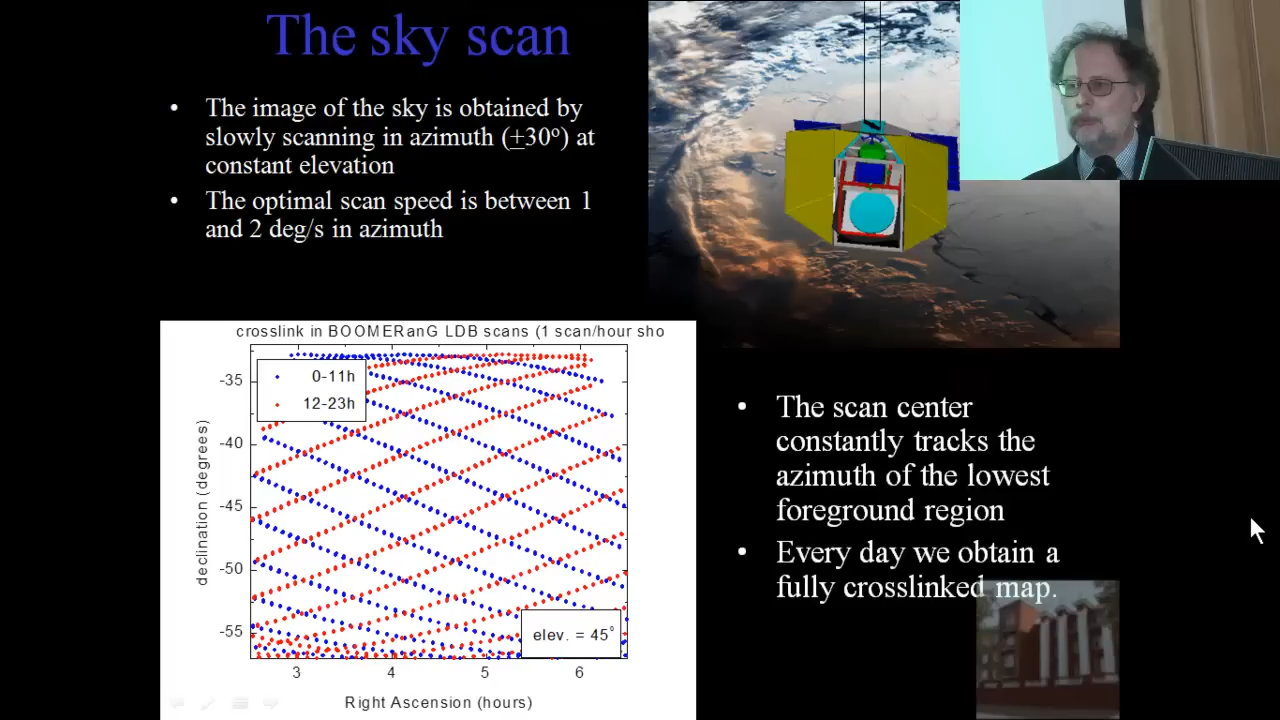 The sky scan
• The image of the sky is obtained by
slowly scanning in azimuth (±30º) at
constant elevation
• The optimal scan speed is between 1
and 2 deg/s in azimuth
crosslink in BOOMERanG LDB scans (1 scan/hour sho
0-11h
12-23h
-35
-40
-45
-50
-55
declination (degrees)
elev. = 45°
3 4 5 6
Right Ascension (hours)
• The scan center
constantly tracks the
azimuth of the lowest
foreground region
• Every day we obtain a
fully crosslinked map.